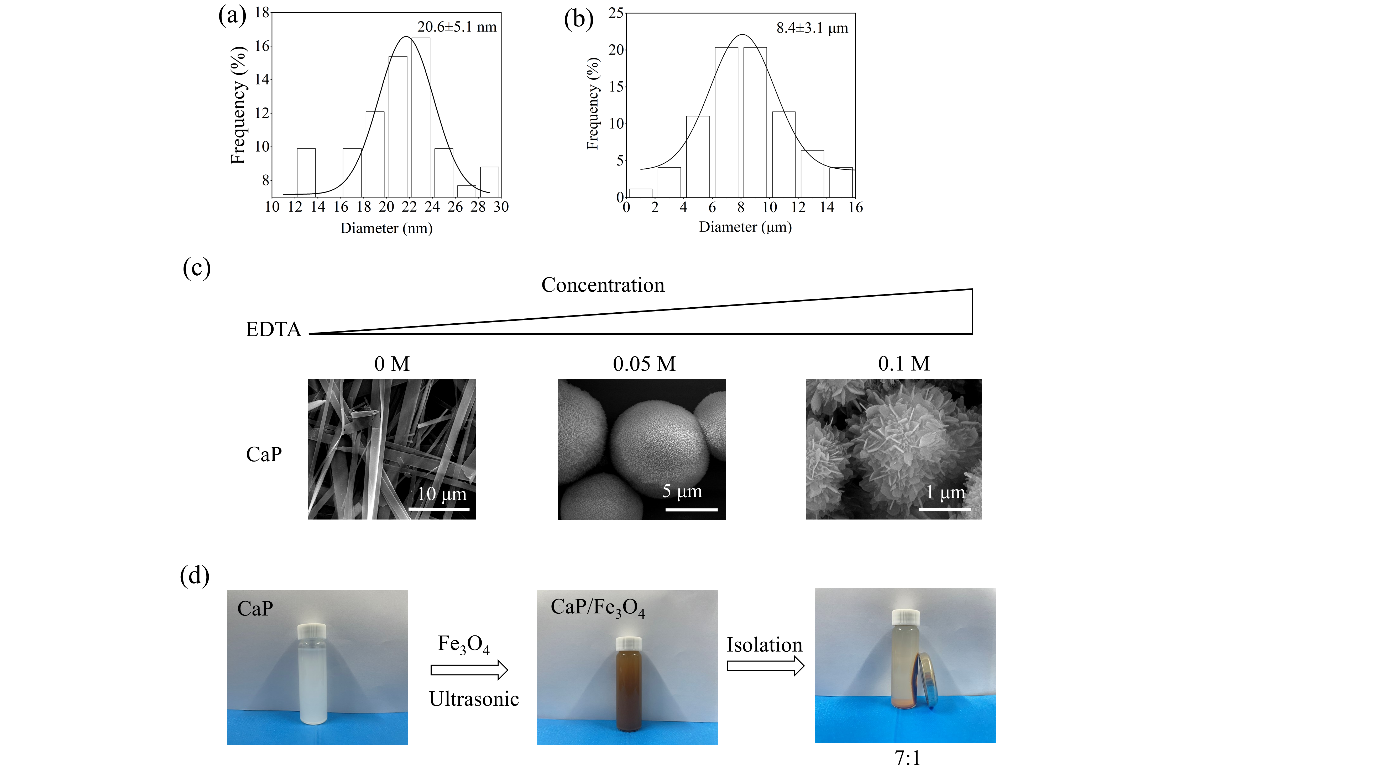 (a)
18
16
14
12
10
8
Frequency (%)
20.6±5.1 nm
10 12 14 16 18 20 22 24 26 28 30
Diameter (nm)
(b)
25
20
15
10
5
0
Frequency (%)
8.4±3.1 μm
0 2 4 6 8 10 12 14 16
Diameter (μm)
(c)
Concentration
EDTA
0 M 0.05 M 0.1 M
CaP
10 μm
5 μm
1 μm
(d)
CaP
Fe3O4
Ultrasonic
CaP/Fe3O4
Isolation
7:1